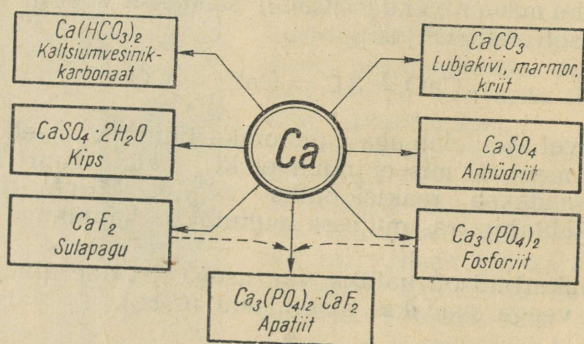 Ca(HCO₃)₂
Kaltsiumvesinik-
karbonaat
CaCO₃
Lubjakivi, marmor,
kriit
CaSO₄·2H₂O
Kips
Ca
CaSO₄
Anhüdriit
CaF₂
Sulapagu
Ca₃(PO₄)₂
Fosforiit
Ca₃(PO₄)₂·CaF₂
Apatiit